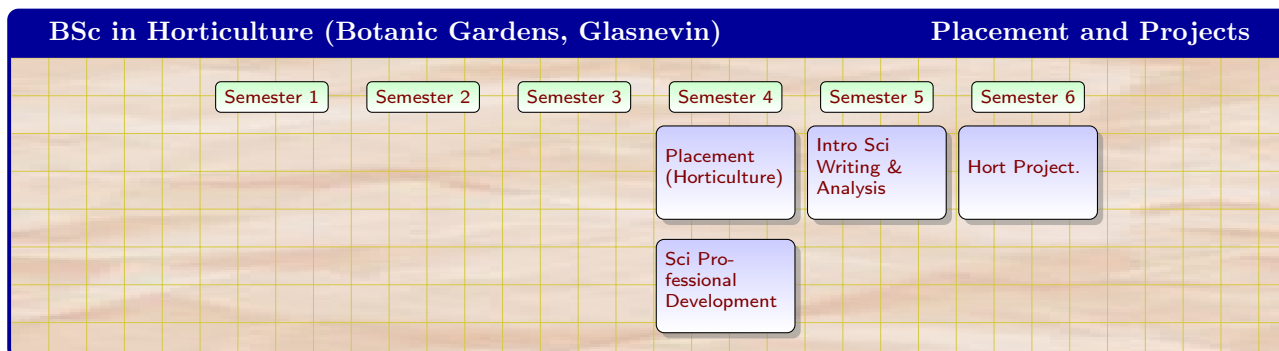 BSc in Horticulture (Botanic Gardens, Glasnevin) Placement and Projects
Semester 1 Semester 2 Semester 3 Semester 4 Semester 5 Semester 6
Placement
(Horticulture)
Intro Sci
Writing &
Analysis
Hort Project.
Sci Pro-
fessional
Development